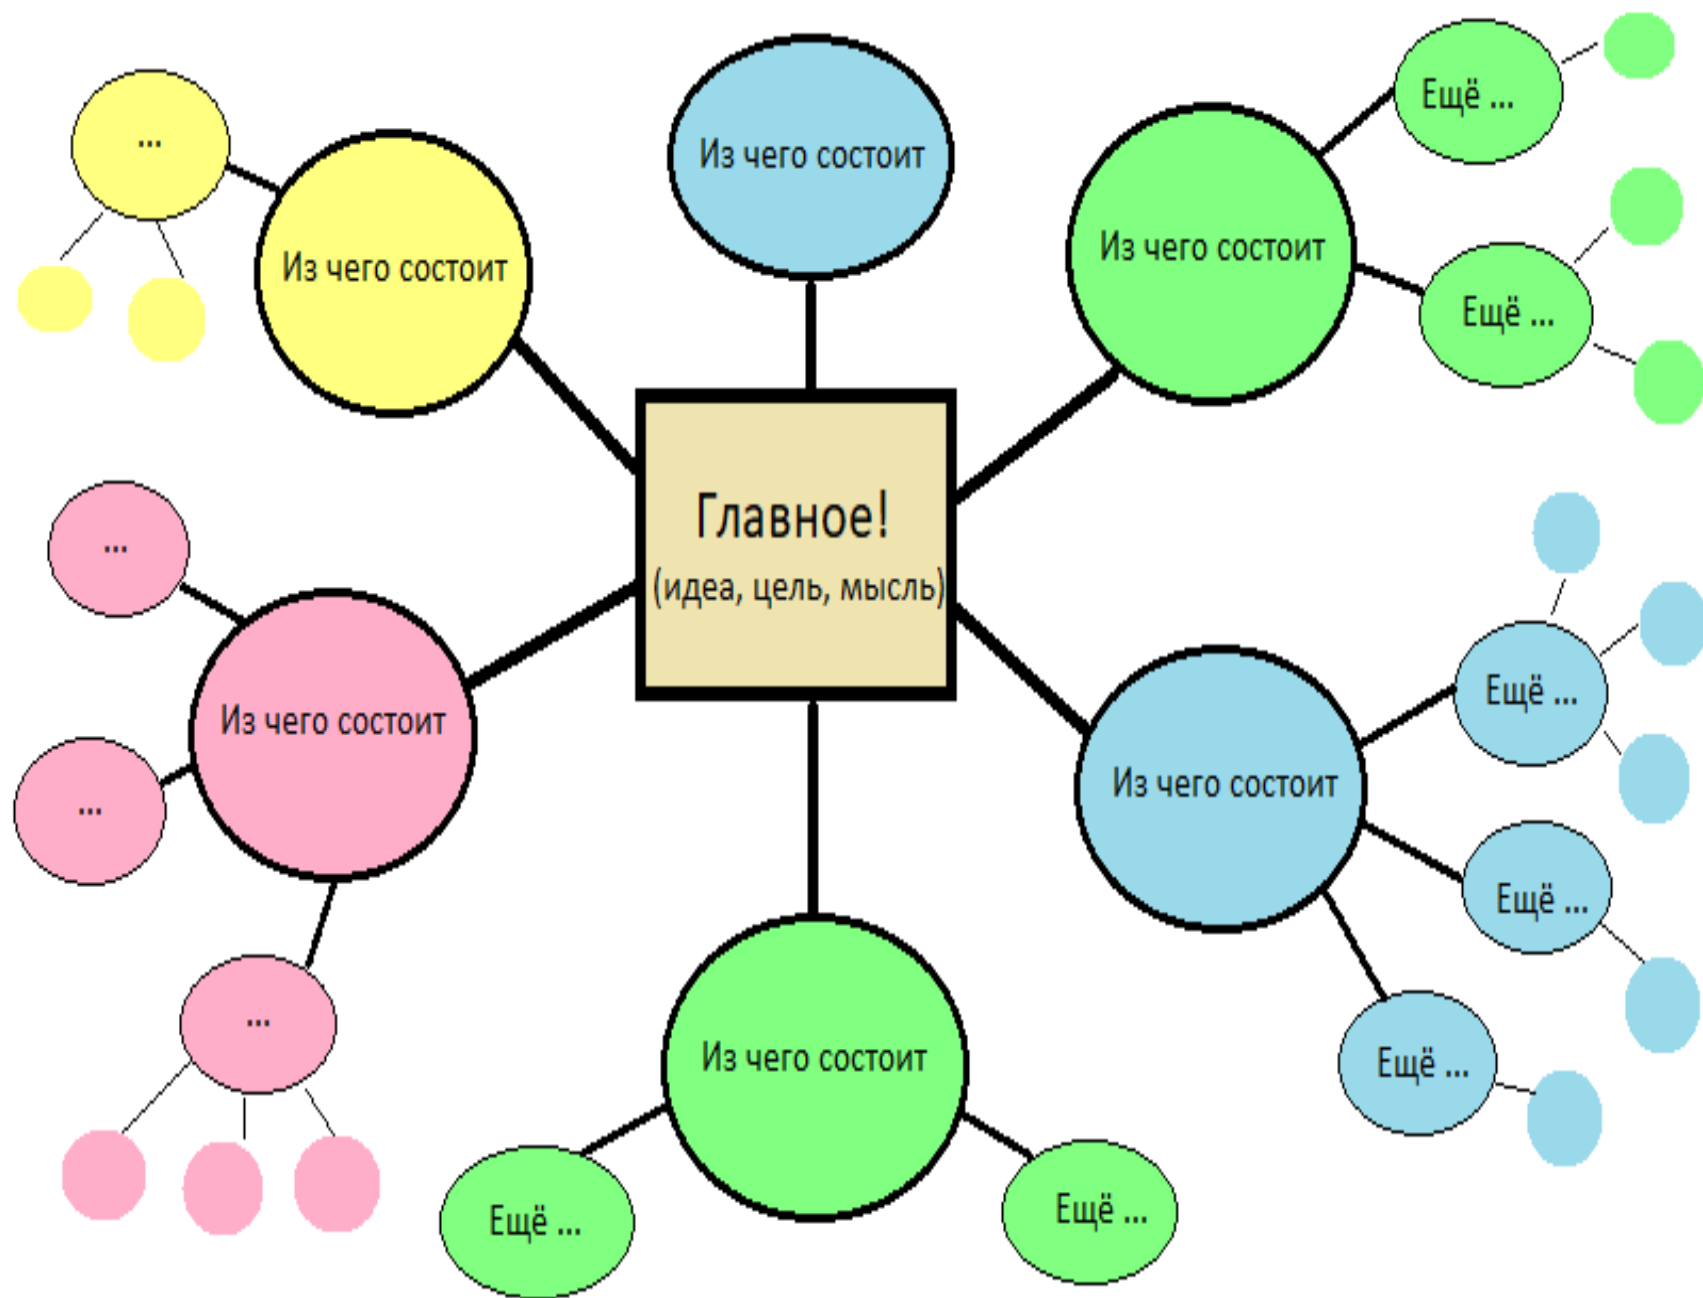 ...
Из чего состоит
Из чего состоит
Из чего состоит
Ещё ...
Ещё ...
Главное!
(идея, цель, мысль)
...
...
Из чего состоит
...
Из чего состоит
Ещё ...
Ещё ...
Ещё ...
Из чего состоит
Ещё ...
Ещё ...